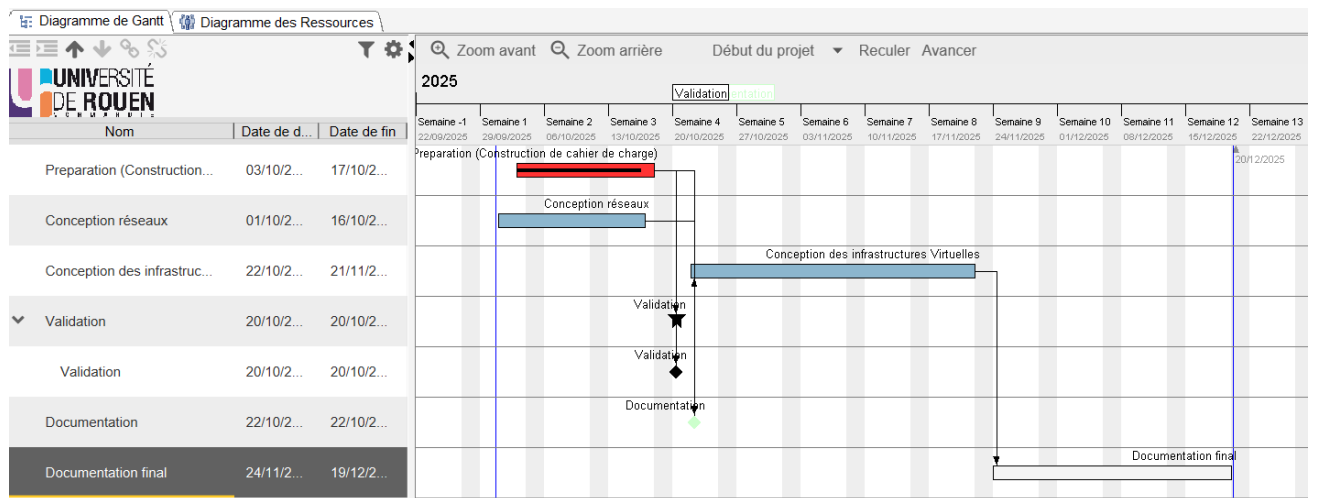 Diagramme de Gantt
Diagramme des Ressources
Zoom avant Zoom arrière Début du projet Reculer Avancer
UNIVERSITÉ
DE ROUEN
2025
Validation
Nom Date de d... Date de fin
Semaine -1 Semaine 1 Semaine 2 Semaine 3 Semaine 4 Semaine 5 Semaine 6 Semaine 7 Semaine 8 Semaine 9 Semaine 10 Semaine 11 Semaine 12 Semaine 13
22/09/2025 29/09/2025 06/10/2025 13/10/2025 20/10/2025 27/10/2025 03/11/2025 10/11/2025 17/11/2025 24/11/2025 01/12/2025 08/12/2025 15/12/2025 22/12/2025
20/12/2025
Preparation (Construction de cahier de charge)
Preparation (Construction... 03/10/2... 17/10/2...
Conception réseaux
Conception réseaux 01/10/2... 16/10/2...
Conception des infrastructures Virtuelles
Conception des infrastruc... 22/10/2... 21/11/2...
Validation
Validation 20/10/2... 20/10/2...
Validation
Validation 20/10/2... 20/10/2...
Documentation
Documentation 22/10/2... 22/10/2...
Documentation final
Documentation final 24/11/2... 19/12/2...